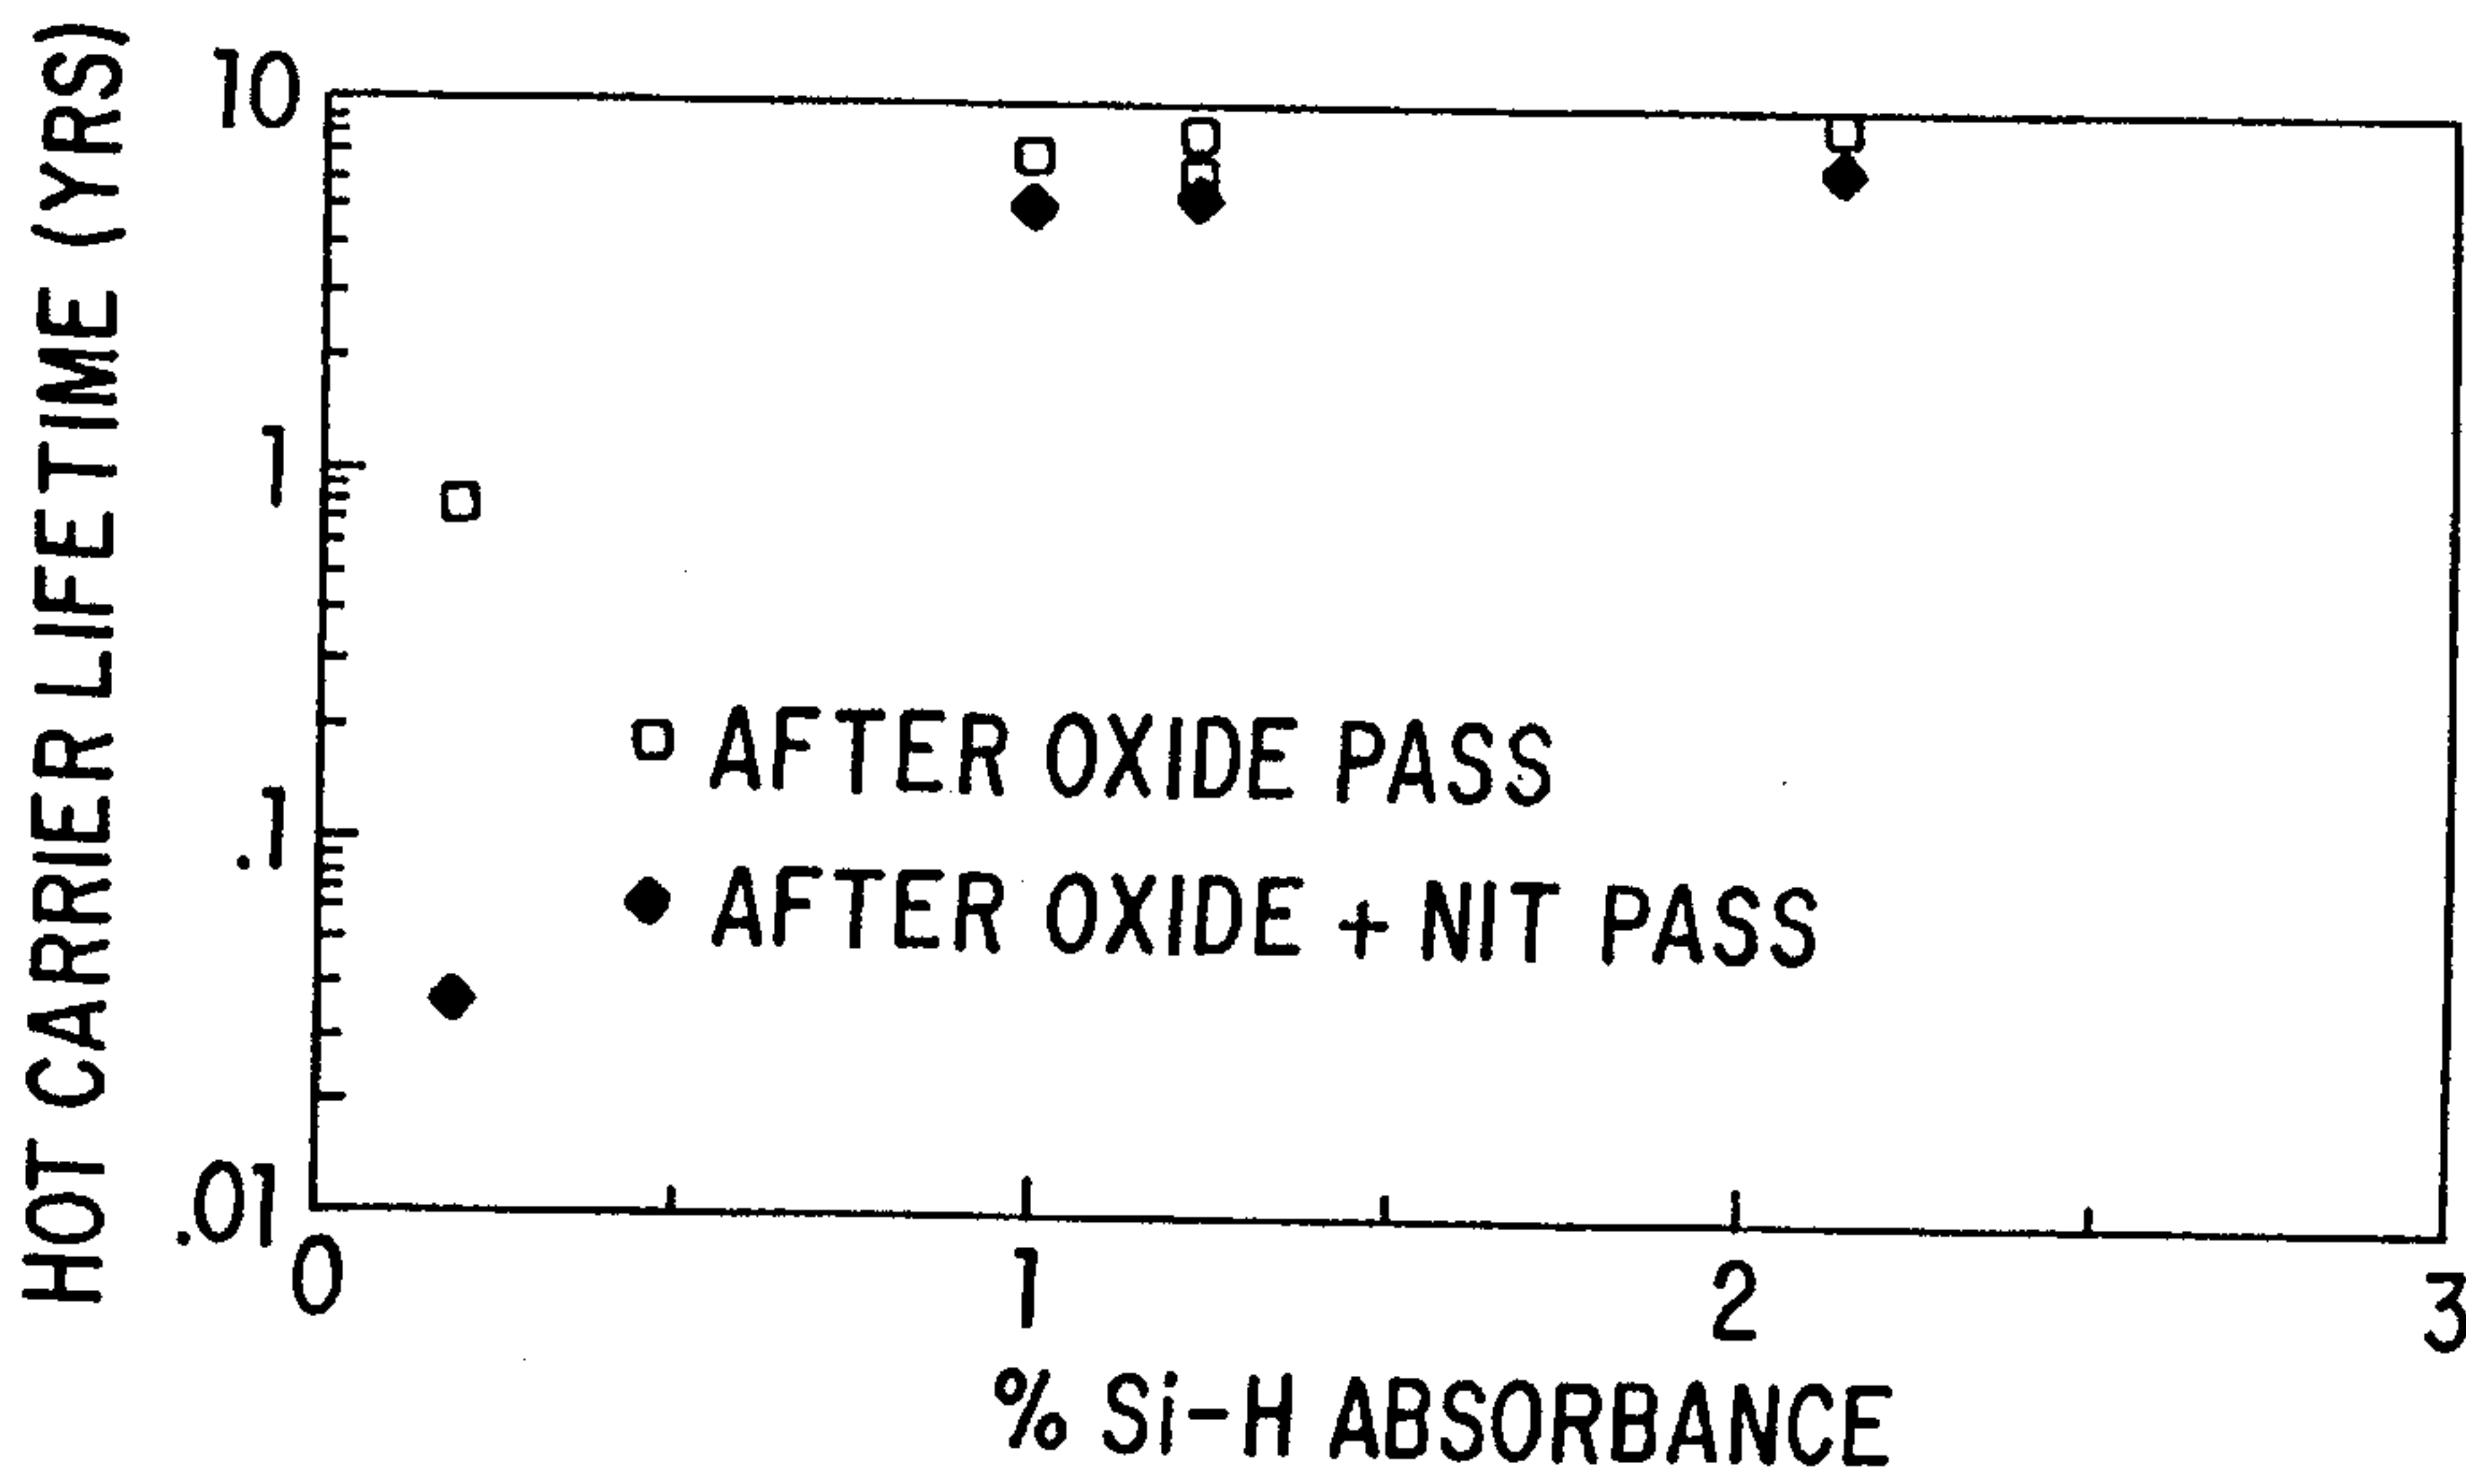 HOT CARRIER LIFETIME (YRS)
10
1
.1
.01
AFTER OXIDE PASS
AFTER OXIDE + NIT PASS
0 1 2 3
% Si-H ABSORBANCE